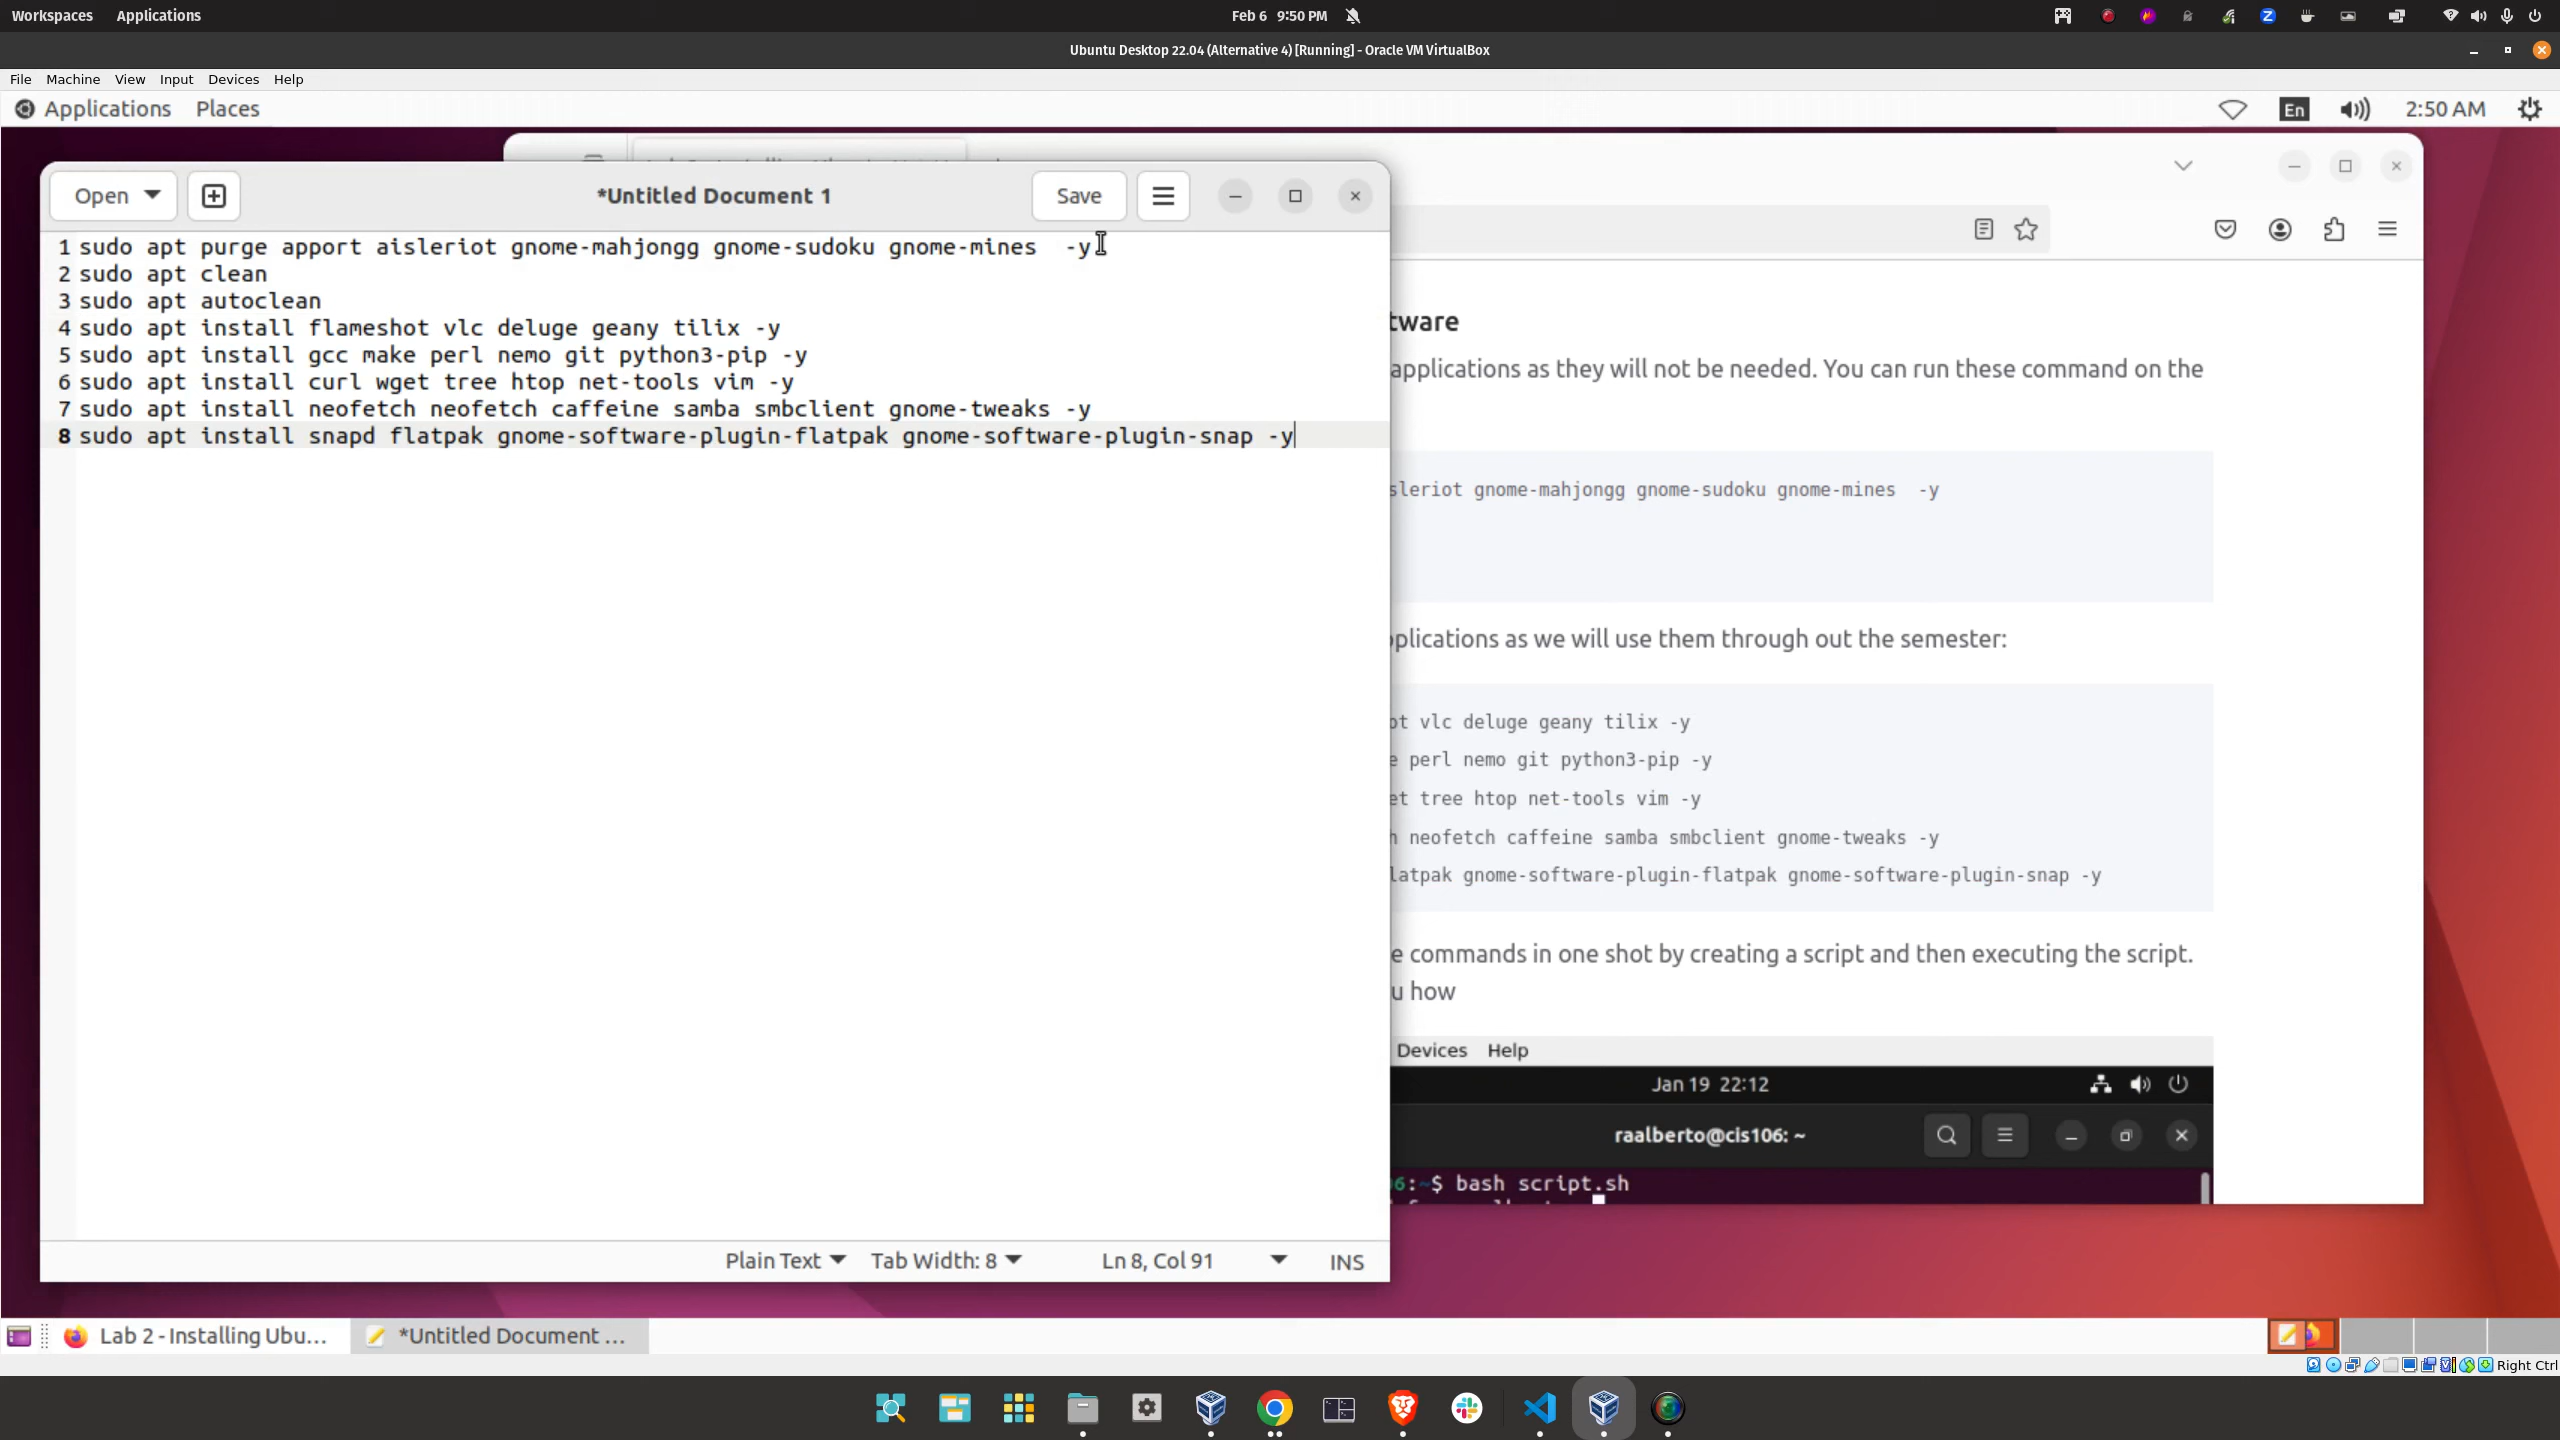 Workspaces Applications Feb 6 9:50 PM
Ubuntu Desktop 22.04 (Alternative 4) [Running] - Oracle VM VirtualBox
File Machine View Input Devices Help
Applications Places En 2:50 AM
Open *Untitled Document 1 Save
1 sudo apt purge apport aisleriot gnome-mahjongg gnome-sudoku gnome-mines  -y
2 sudo apt clean
3 sudo apt autoclean
4 sudo apt install flameshot vlc deluge geany tilix -y
5 sudo apt install gcc make perl nemo git python3-pip -y
6 sudo apt install curl wget tree htop net-tools vim -y
7 sudo apt install neofetch neofetch caffeine samba smbclient gnome-tweaks -y
8 sudo apt install snapd flatpak gnome-software-plugin-flatpak gnome-software-plugin-snap -y
Plain Text Tab Width: 8 Ln 8, Col 91 INS
tware
applications as they will not be needed. You can run these command on the
sleriot gnome-mahjongg gnome-sudoku gnome-mines  -y
plications as we will use them through out the semester:
ot vlc deluge geany tilix -y
e perl nemo git python3-pip -y
et tree htop net-tools vim -y
h neofetch caffeine samba smbclient gnome-tweaks -y
latpak gnome-software-plugin-flatpak gnome-software-plugin-snap -y
e commands in one shot by creating a script and then executing the script.
u how
Devices Help
Jan 19 22:12
raalberto@cis106: ~
6:~$ bash script.sh
Lab 2 - Installing Ubu... *Untitled Document ...
Right Ctrl